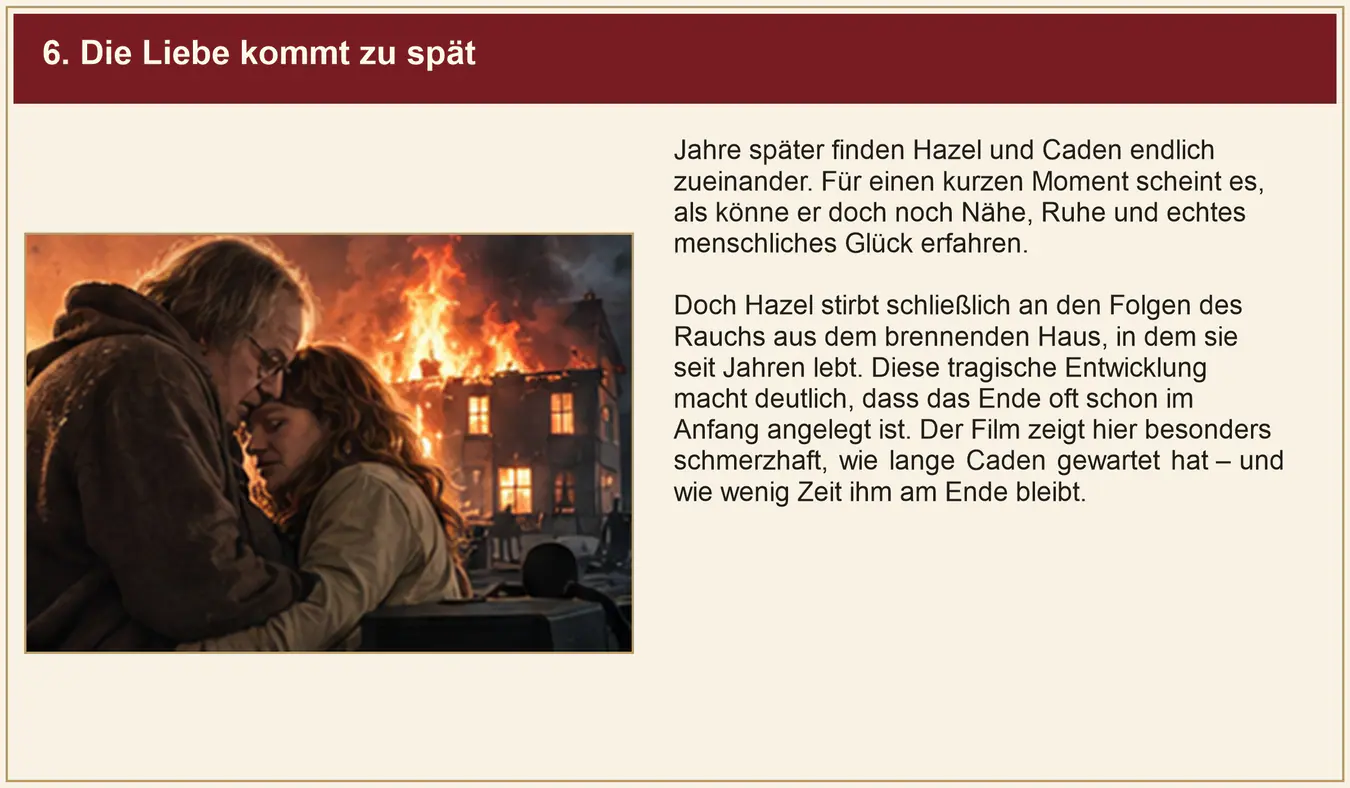 6. Die Liebe kommt zu spät
Jahre später finden Hazel und Caden endlich
zueinander. Für einen kurzen Moment scheint es,
als könne er doch noch Nähe, Ruhe und echtes
menschliches Glück erfahren.
Doch Hazel stirbt schließlich an den Folgen des
Rauchs aus dem brennenden Haus, in dem sie
seit Jahren lebt. Diese tragische Entwicklung
macht deutlich, dass das Ende oft schon im
Anfang angelegt ist. Der Film zeigt hier besonders
schmerzhaft, wie lange Caden gewartet hat – und
wie wenig Zeit ihm am Ende bleibt.